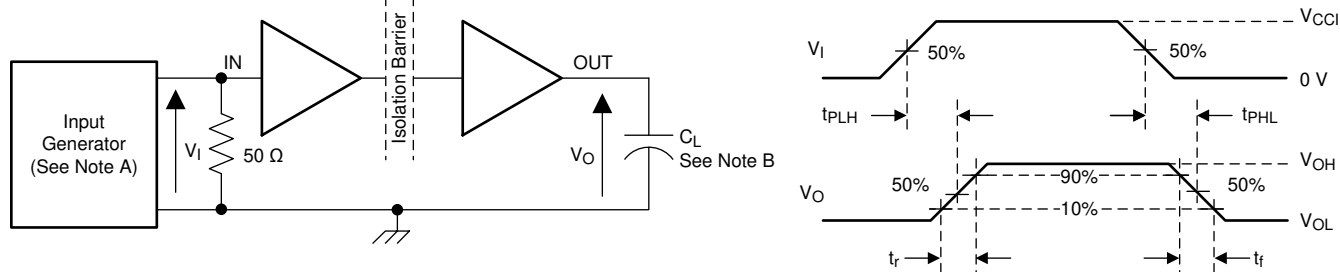 Input
Generator
(See Note A)
V_I
50 Ω
IN
Isolation Barrier
OUT
V_O
C_L
See Note B
V_I
50%
50%
V_CCI
0 V
t_PLH
t_PHL
V_O
50%
90%
50%
10%
V_OH
V_OL
t_r
t_f